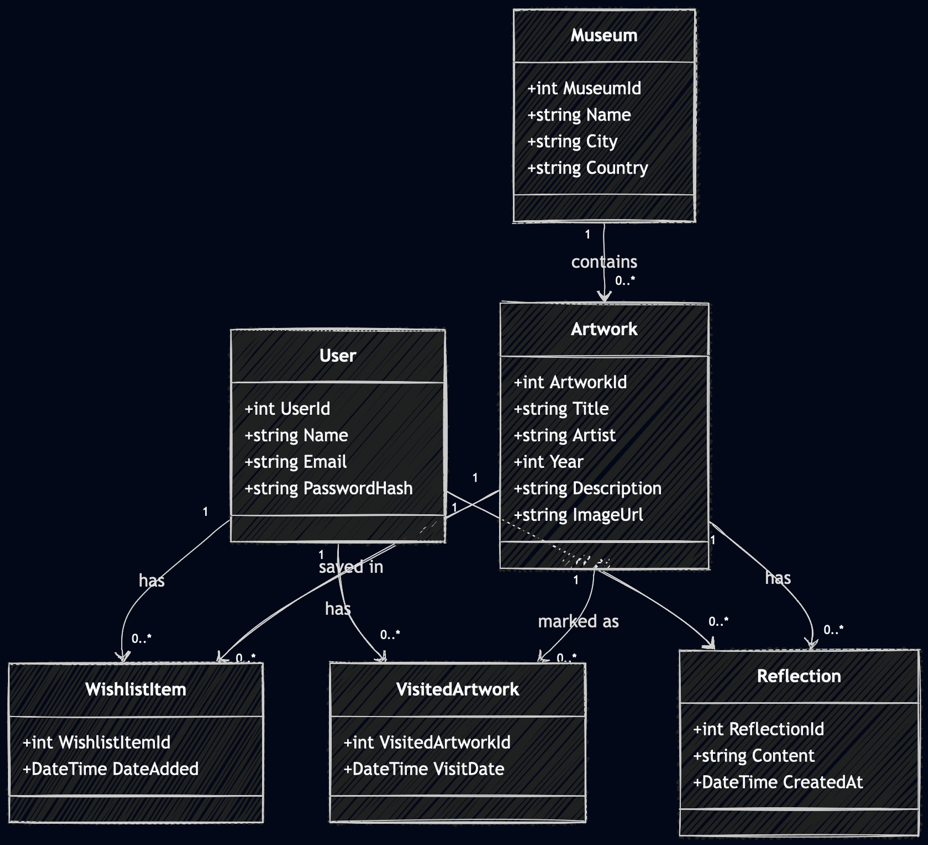 Museum
+int MuseumId
+string Name
+string City
+string Country
1
contains
0..*
Artwork
+int ArtworkId
+string Title
+string Artist
+int Year
+string Description
+string ImageUrl
User
+int UserId
+string Name
+string Email
+string PasswordHash
1
1
1
1
1
1
saved in
has
has
has
marked as
0..*
0..*
0..*
0..*
0..*
0..*
WishlistItem
+int WishlistItemId
+DateTime DateAdded
VisitedArtwork
+int VisitedArtworkId
+DateTime VisitDate
Reflection
+int ReflectionId
+string Content
+DateTime CreatedAt